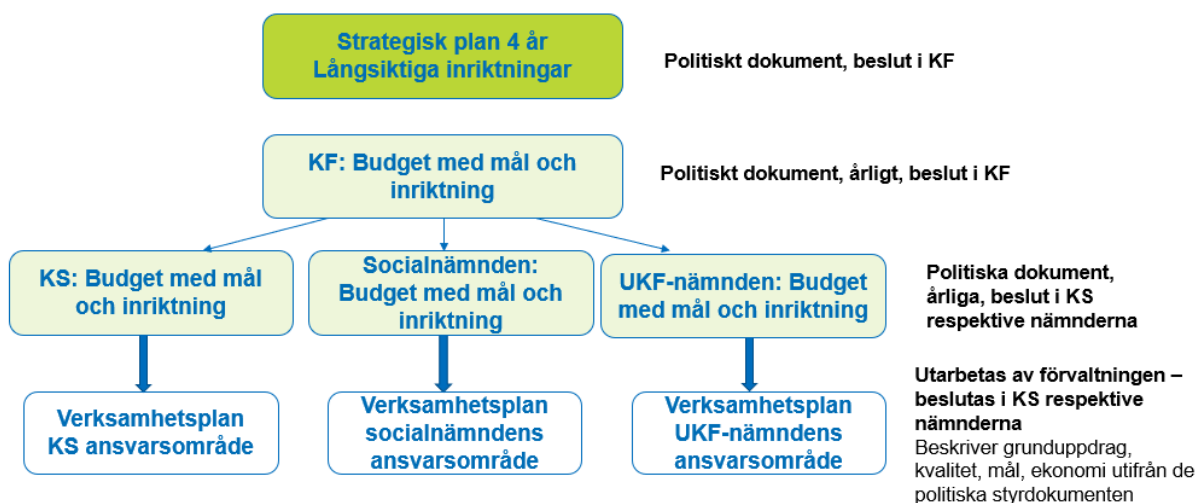 Strategisk plan 4 år
Långsiktiga inriktningar
Politiskt dokument, beslut i KF
KF: Budget med mål och
inriktning
Politiskt dokument, årligt, beslut i KF
KS: Budget med mål
och inriktning
Socialnämnden:
Budget med mål och
inriktning
UKF-nämnden: Budget
med mål och inriktning
Politiska dokument,
årliga, beslut i KS
respektive nämnderna
Verksamhetsplan
KS ansvarsområde
Verksamhetsplan
socialnämndens
ansvarsområde
Verksamhetsplan
UKF-nämndens
ansvarsområde
Utarbetas av förvaltningen –
beslutas i KS respektive
nämnderna
Beskriver grunduppdrag,
kvalitet, mål, ekonomi utifrån de
politiska styrdokumenten